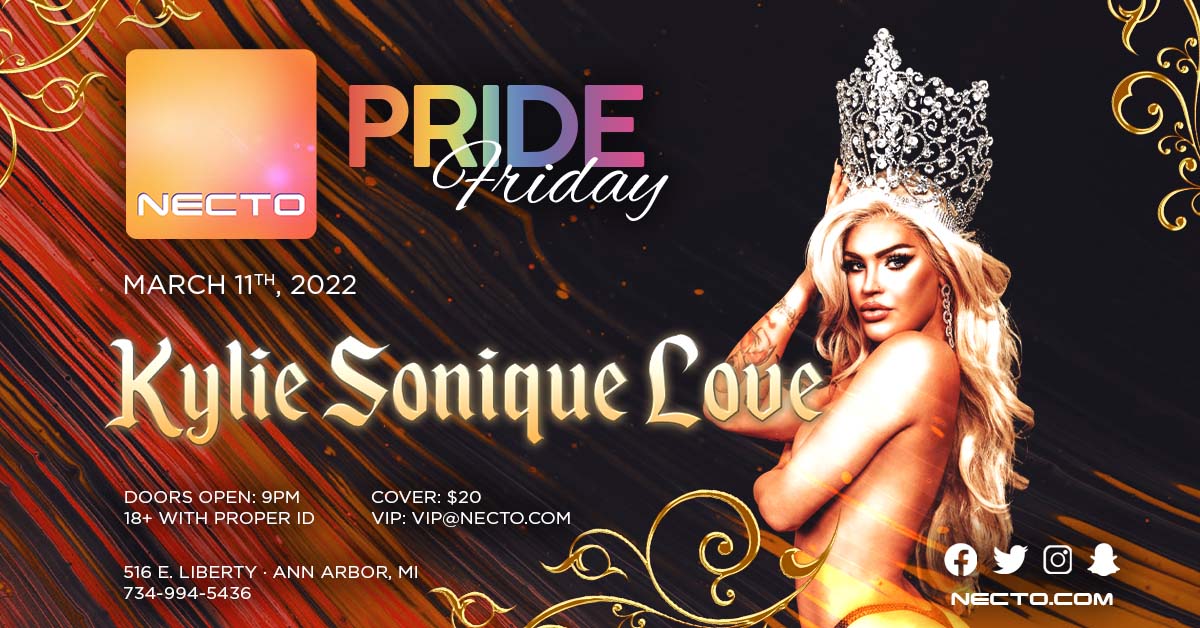 NECTO
PRIDE
Friday
MARCH 11TH, 2022
Kylie Sonique Love
DOORS OPEN: 9PM
18+ WITH PROPER ID
COVER: $20
VIP: VIP@NECTO.COM
516 E. LIBERTY · ANN ARBOR, MI
734-994-5436
NECTO.COM